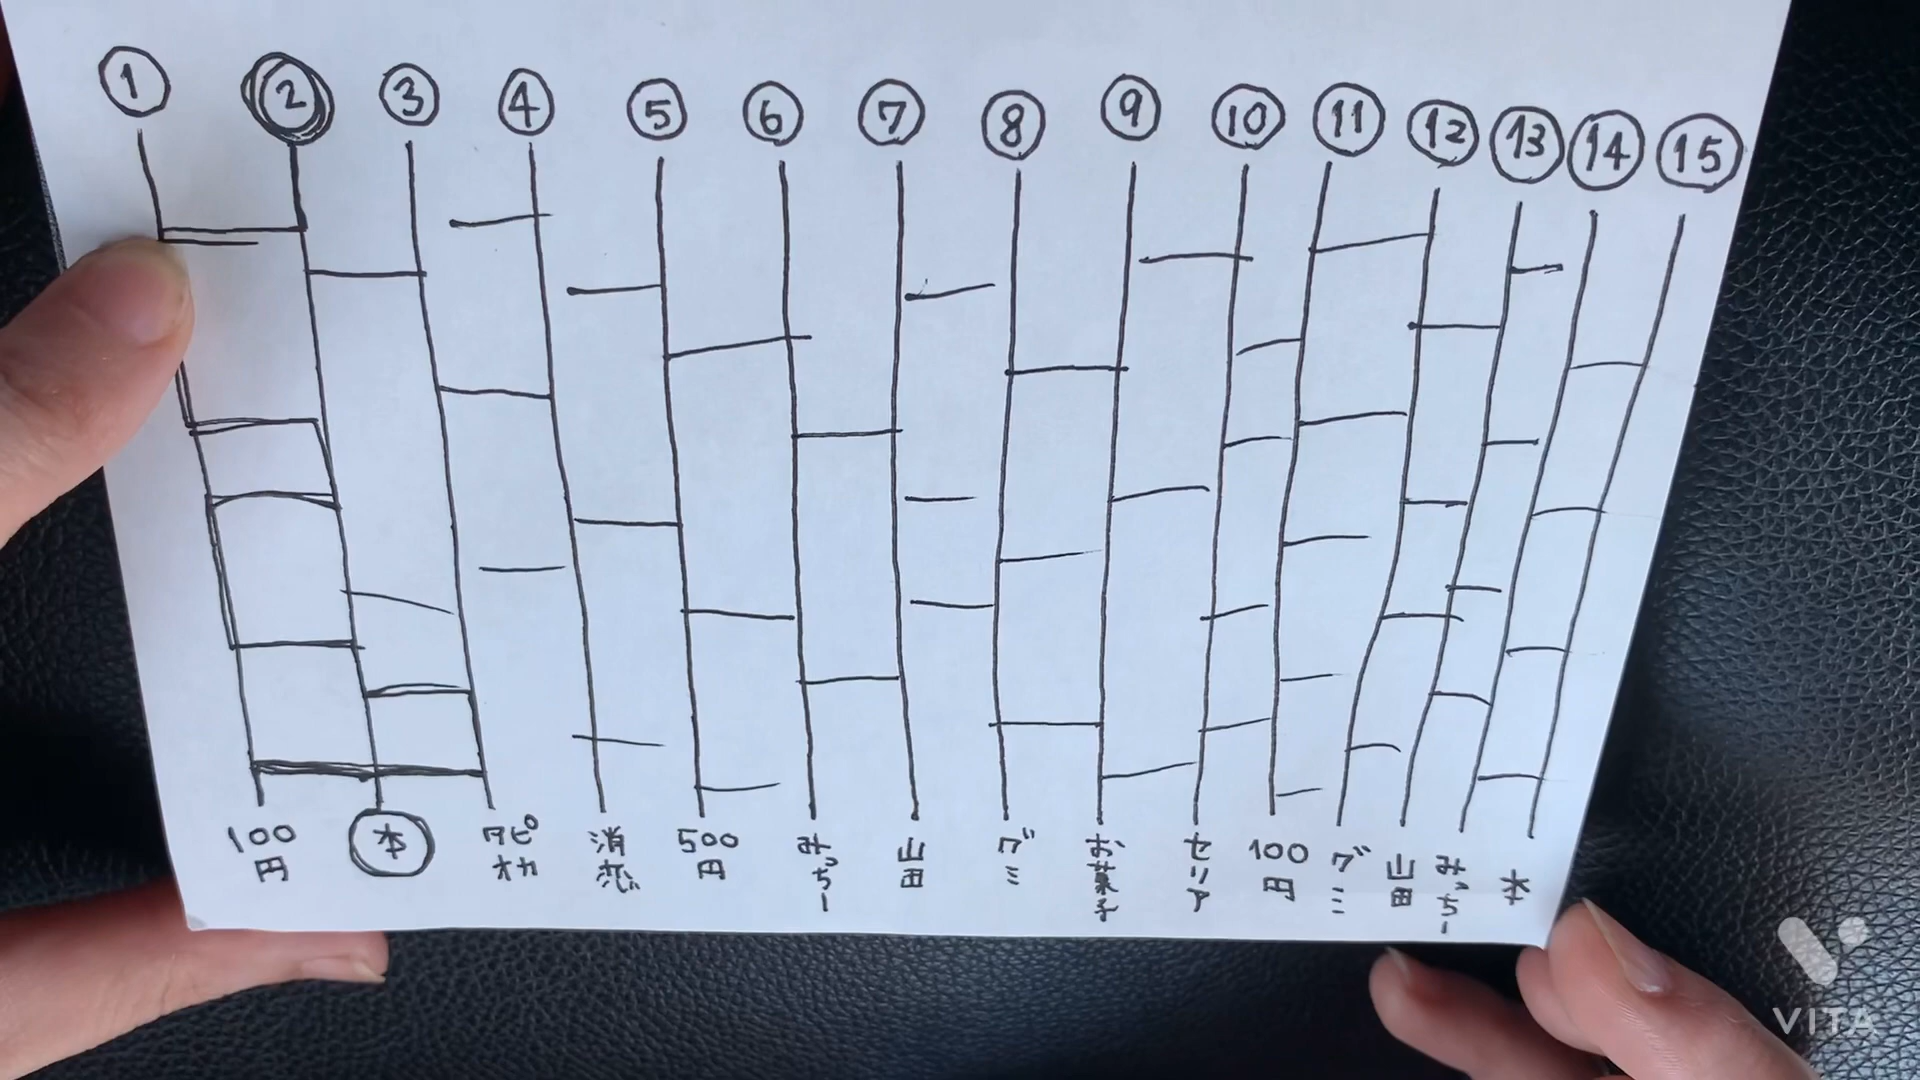 ① ② ③ ④ ⑤ ⑥ ⑦ ⑧ ⑨ ⑩ ⑪ ⑫ ⑬ ⑭ ⑮
100円
本
タピオカ
消恋
500円
みっちー
山田
グミ
お菓子
セリア
100円
グミ
山田
みっちー
本
VITA